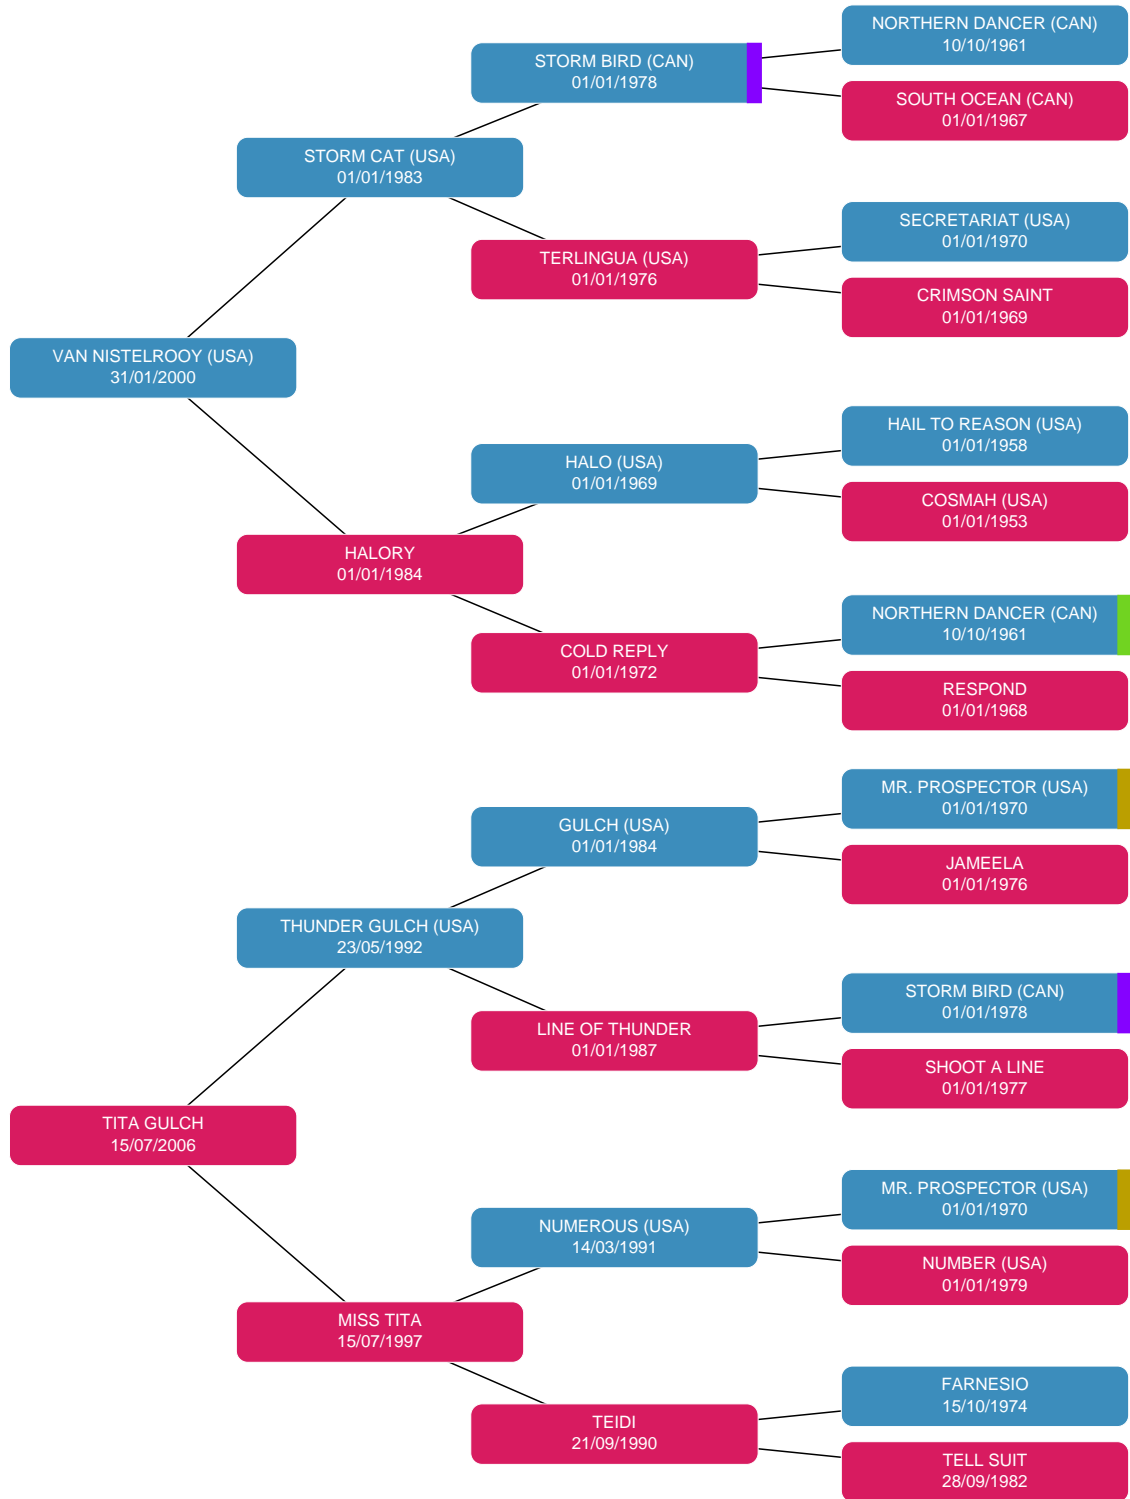 NORTHERN DANCER (CAN)
10/10/1961
STORM BIRD (CAN)
01/01/1978
SOUTH OCEAN (CAN)
01/01/1967
STORM CAT (USA)
01/01/1983
SECRETARIAT (USA)
01/01/1970
TERLINGUA (USA)
01/01/1976
CRIMSON SAINT
01/01/1969
VAN NISTELROOY (USA)
31/01/2000
HAIL TO REASON (USA)
01/01/1958
HALO (USA)
01/01/1969
COSMAH (USA)
01/01/1953
HALORY
01/01/1984
NORTHERN DANCER (CAN)
10/10/1961
COLD REPLY
01/01/1972
RESPOND
01/01/1968
MR. PROSPECTOR (USA)
01/01/1970
GULCH (USA)
01/01/1984
JAMEELA
01/01/1976
THUNDER GULCH (USA)
23/05/1992
STORM BIRD (CAN)
01/01/1978
LINE OF THUNDER
01/01/1987
SHOOT A LINE
01/01/1977
TITA GULCH
15/07/2006
MR. PROSPECTOR (USA)
01/01/1970
NUMEROUS (USA)
14/03/1991
NUMBER (USA)
01/01/1979
MISS TITA
15/07/1997
FARNESIO
15/10/1974
TEIDI
21/09/1990
TELL SUIT
28/09/1982